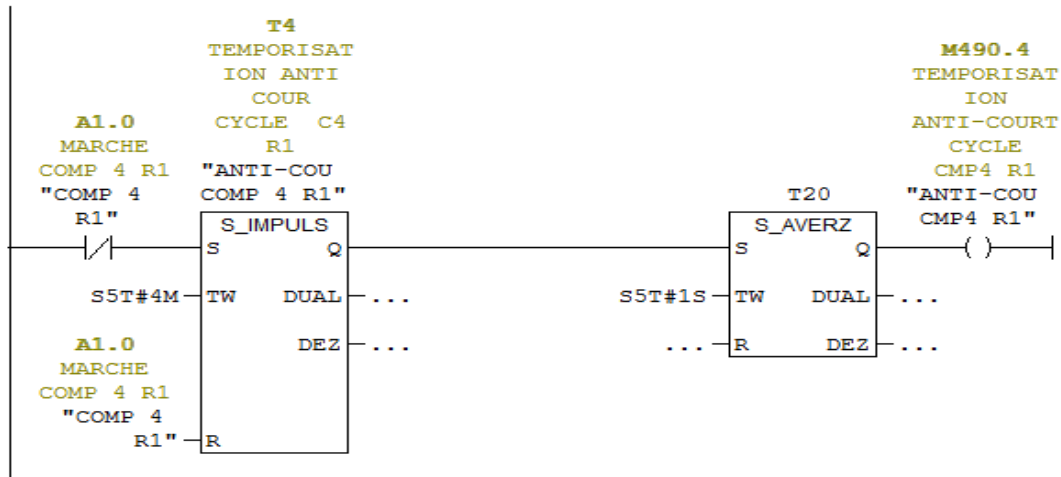 T4
TEMPORISAT
ION ANTI
COUR
CYCLE C4
R1
"ANTI-COU
COMP 4 R1"
A1.0
MARCHE
COMP 4 R1
"COMP 4
R1"
S_IMPULS
S Q
S5T#4M TW DUAL ...
DEZ ...
A1.0
MARCHE
COMP 4 R1
"COMP 4
R1" R
T20
S_AVERZ
S Q
S5T#1S TW DUAL ...
... R DEZ ...
M490.4
TEMPORISAT
ION
ANTI-COURT
CYCLE
CMP4 R1
"ANTI-COU
CMP4 R1"